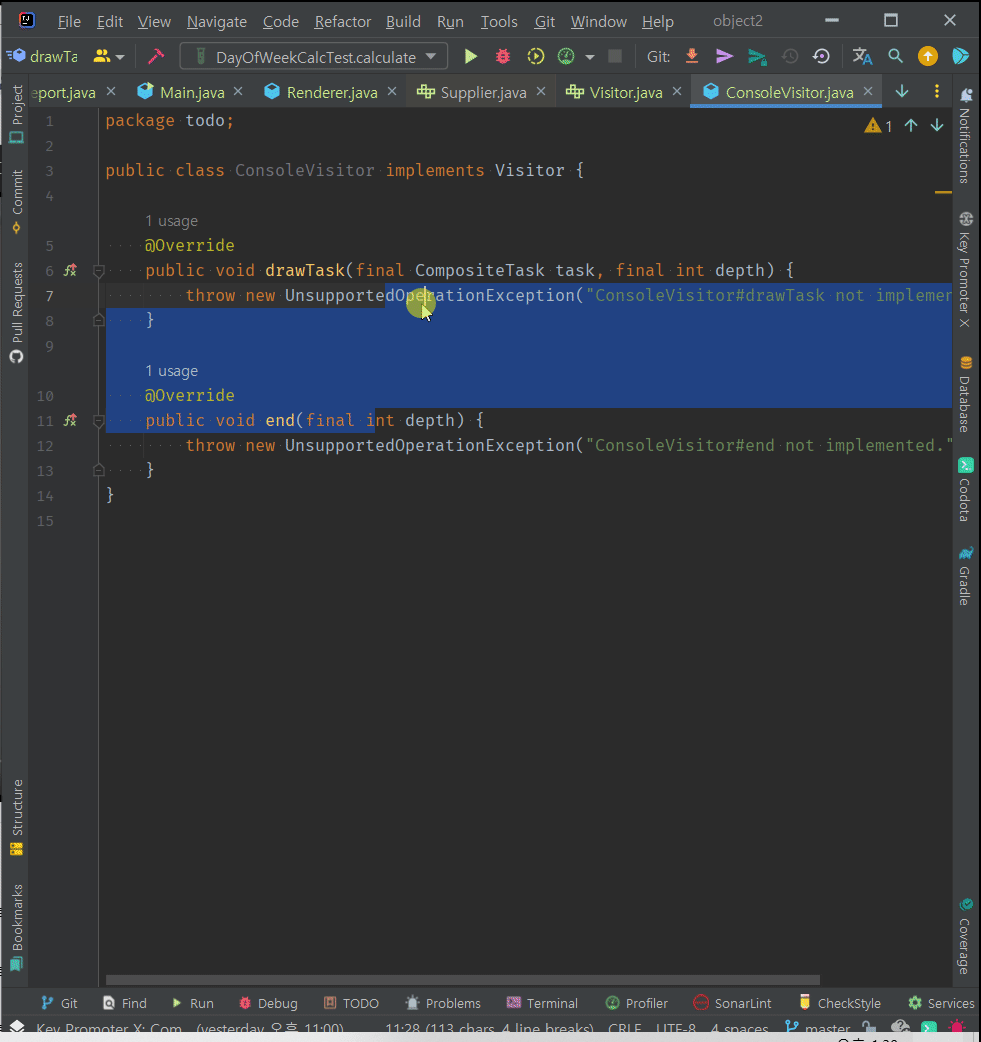 File Edit View Navigate Code Refactor Build Run Tools Git Window Help object2
drawTa DayOfWeekCalcTest.calculate Git:
eport.java Main.java Renderer.java Supplier.java Visitor.java ConsoleVisitor.java
Project
Commit
Pull Requests
Structure
Bookmarks
1 package todo;
1
2
3 public class ConsoleVisitor implements Visitor {
4
1 usage
5 @Override
6 public void drawTask(final CompositeTask task, final int depth) {
7 throw new UnsupportedOperationException("ConsoleVisitor#drawTask not implemen
8 }
9
1 usage
10 @Override
11 public void end(final int depth) {
12 throw new UnsupportedOperationException("ConsoleVisitor#end not implemented."
13 }
14 }
15
Notifications
Key Promoter X
Database
Codota
Gradle
Coverage
Git Find Run Debug TODO Problems Terminal Profiler SonarLint CheckStyle Services
Key Promoter X: Com... (yesterday 오후 11:00) 11:28 (113 chars, 4 line breaks) CRLF UTF-8 4 spaces master